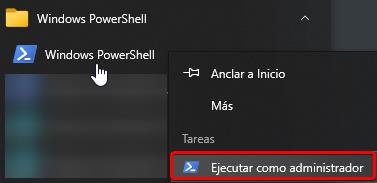 Windows PowerShell
Windows PowerShell
Anclar a Inicio
Más
Tareas
Ejecutar como administrador